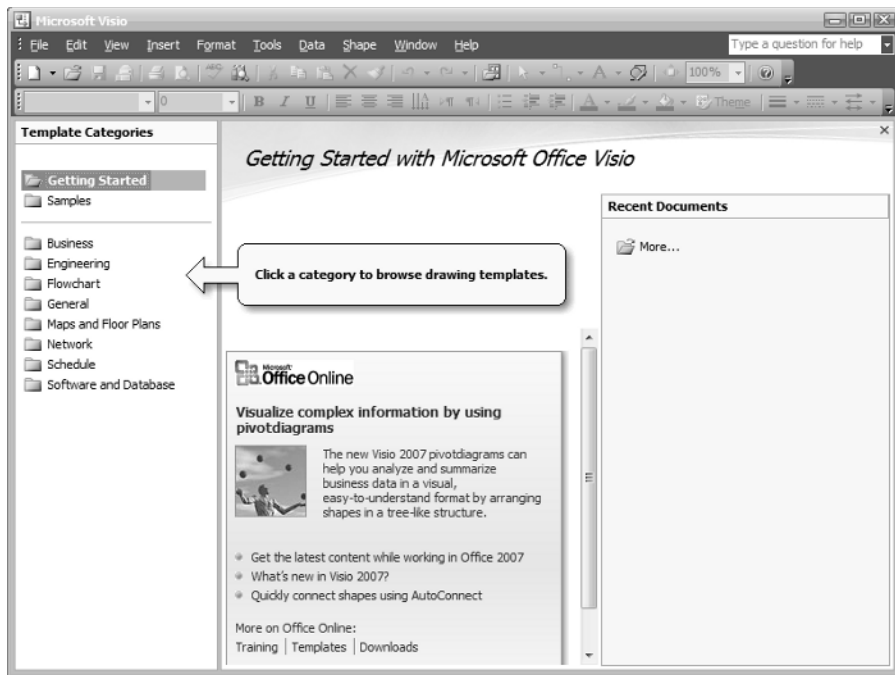 Microsoft Visio
File Edit View Insert Format Tools Data Shape Window Help
Type a question for help
100%
0 B I U Theme
Template Categories
Getting Started
Samples
Business
Engineering
Flowchart
General
Maps and Floor Plans
Network
Schedule
Software and Database
Getting Started with Microsoft Office Visio
Click a category to browse drawing templates.
Microsoft
Office Online
Visualize complex information by using
pivotdiagrams
The new Visio 2007 pivotdiagrams can
help you analyze and summarize
business data in a visual,
easy-to-understand format by arranging
shapes in a tree-like structure.
Get the latest content while working in Office 2007
What's new in Visio 2007?
Quickly connect shapes using AutoConnect
More on Office Online:
Training | Templates | Downloads
Recent Documents
More...